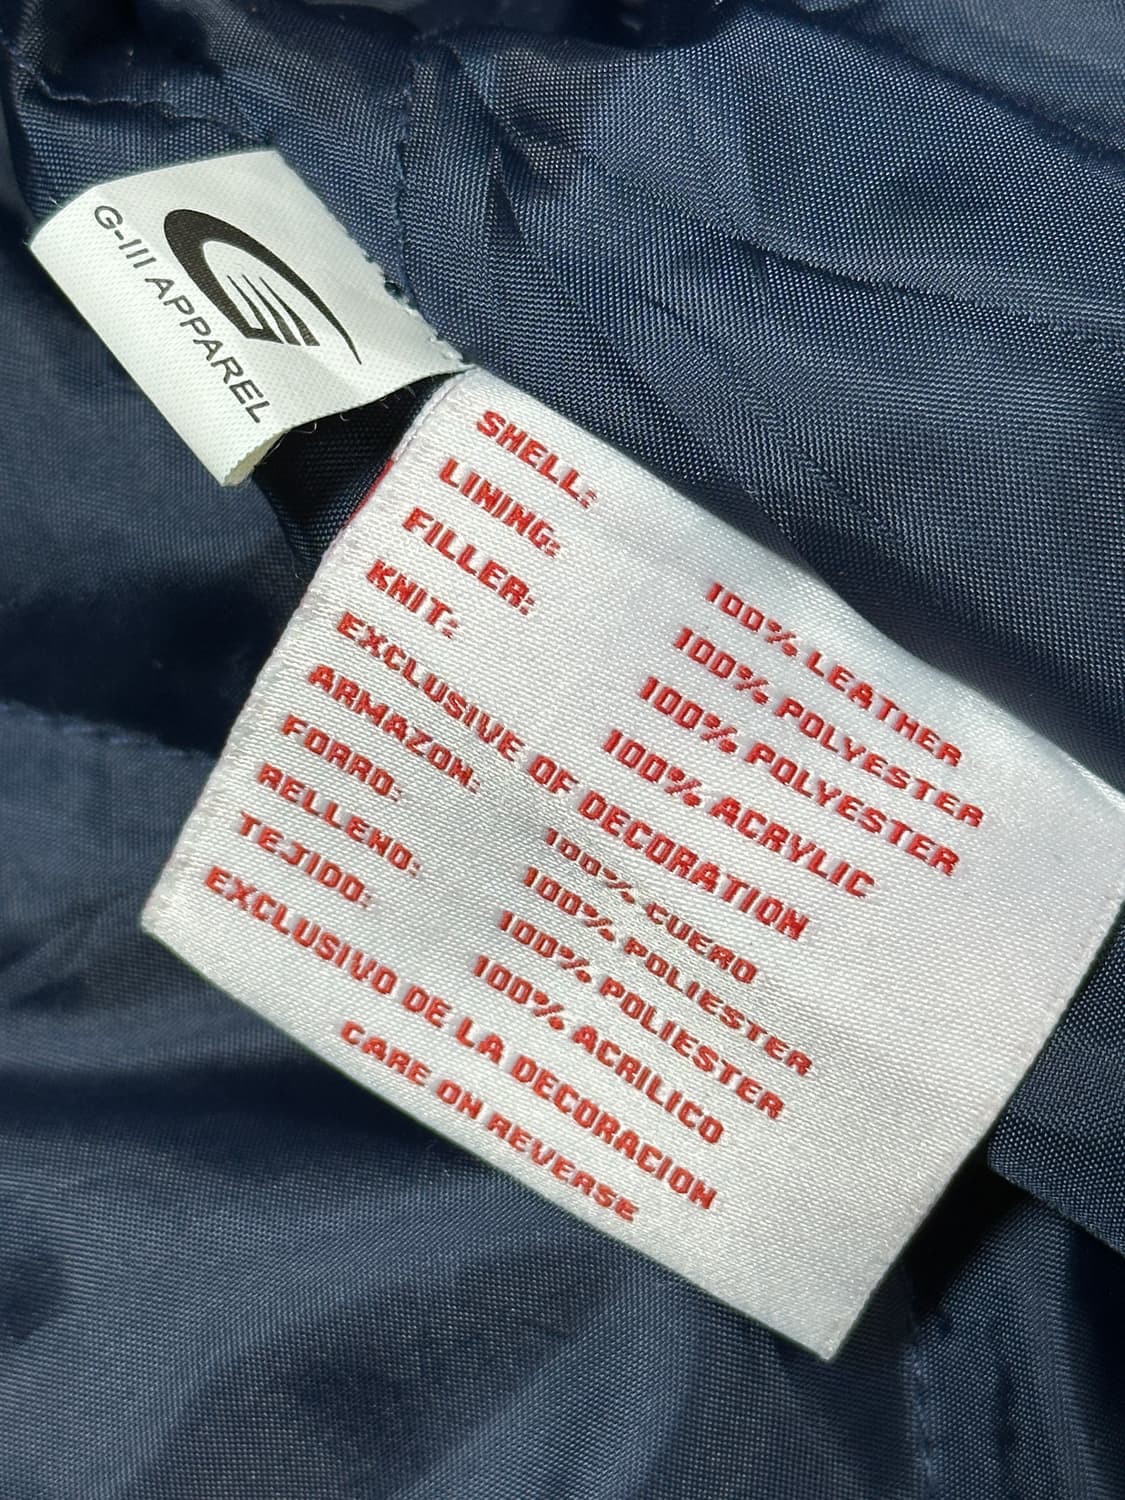 G-III APPAREL
SHELL: 100% LEATHER
LINING: 100% POLYESTER
FILLER: 100% POLYESTER
KNIT: 100% ACRYLIC
EXCLUSIVE OF DECORATION
ARMAZON: 100% CUERO
FORRO: 100% POLIESTER
RELLENO: 100% POLIESTER
TEJIDO: 100% ACRILICO
EXCLUSIVO DE LA DECORACION
CARE ON REVERSE